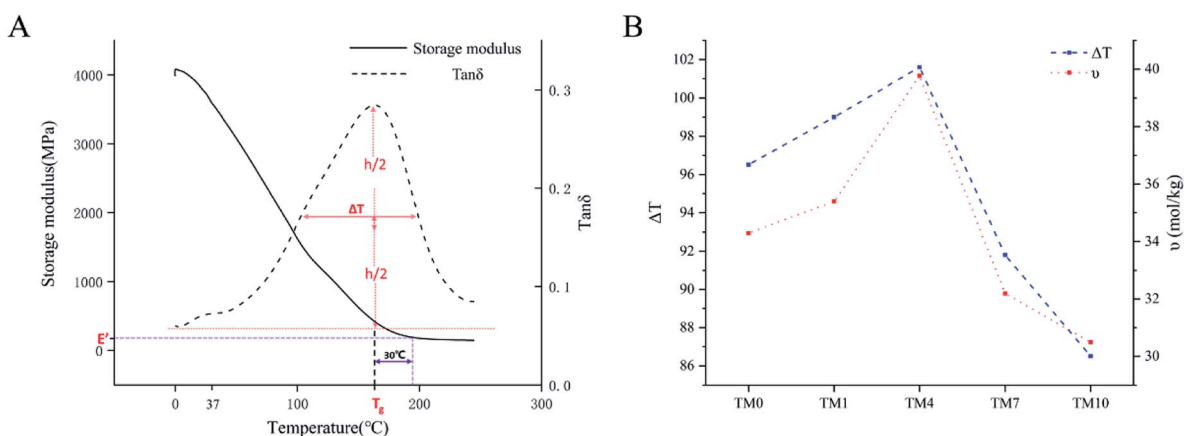 A
Storage modulus
Tanδ
4000
3000
2000
1000
0
Storage modulus(MPa)
E'
h/2
ΔT
h/2
30℃
0.3
0.2
0.1
0.0
Tanδ
0
37
100
Tg
200
300
Temperature(℃)
B
ΔT
υ
102
100
98
96
94
92
90
88
86
ΔT
40
38
36
34
32
30
υ (mol/kg)
TM0
TM1
TM4
TM7
TM10